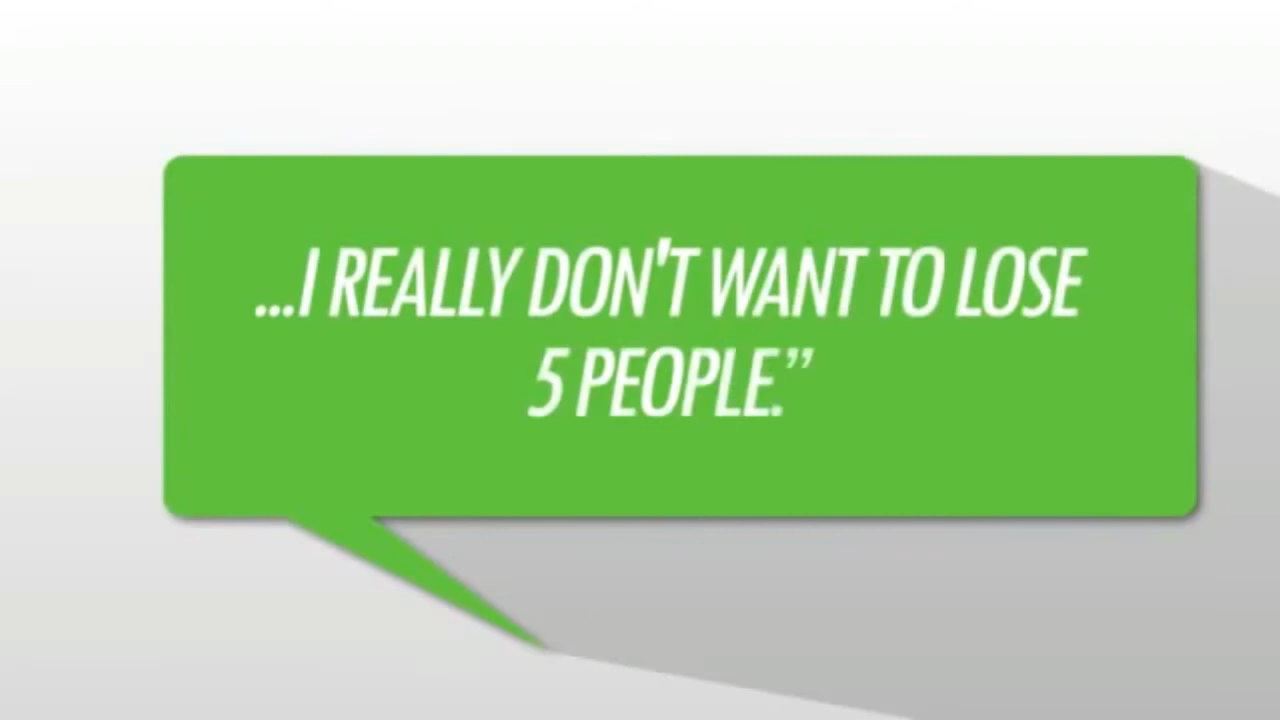 ...I REALLY DON'T WANT TO LOSE
5 PEOPLE.”